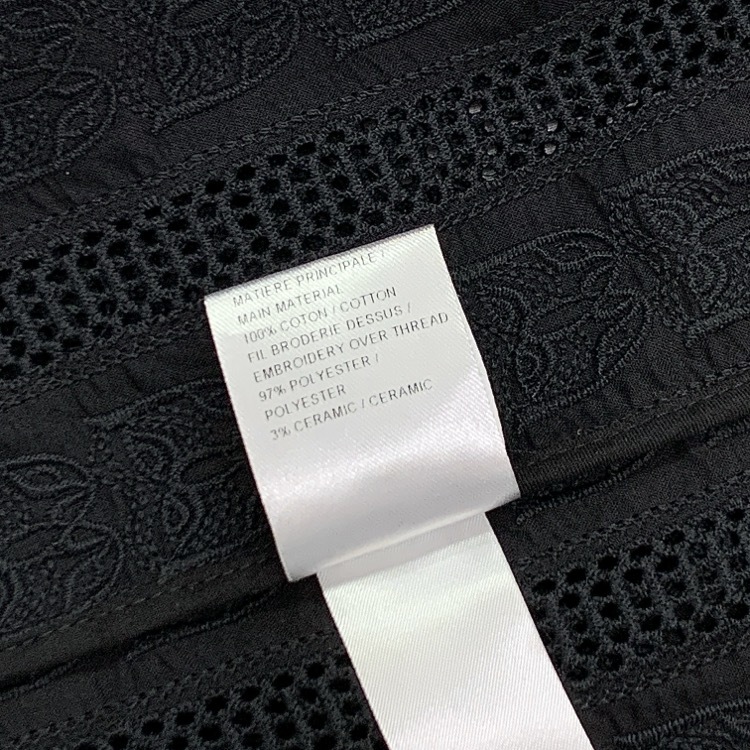 MATIERE PRINCIPALE /
MAIN MATERIAL
100% COTON / COTTON
FIL BRODERIE DESSUS /
EMBROIDERY OVER THREAD
97% POLYESTER /
POLYESTER
3% CERAMIC / CERAMIC